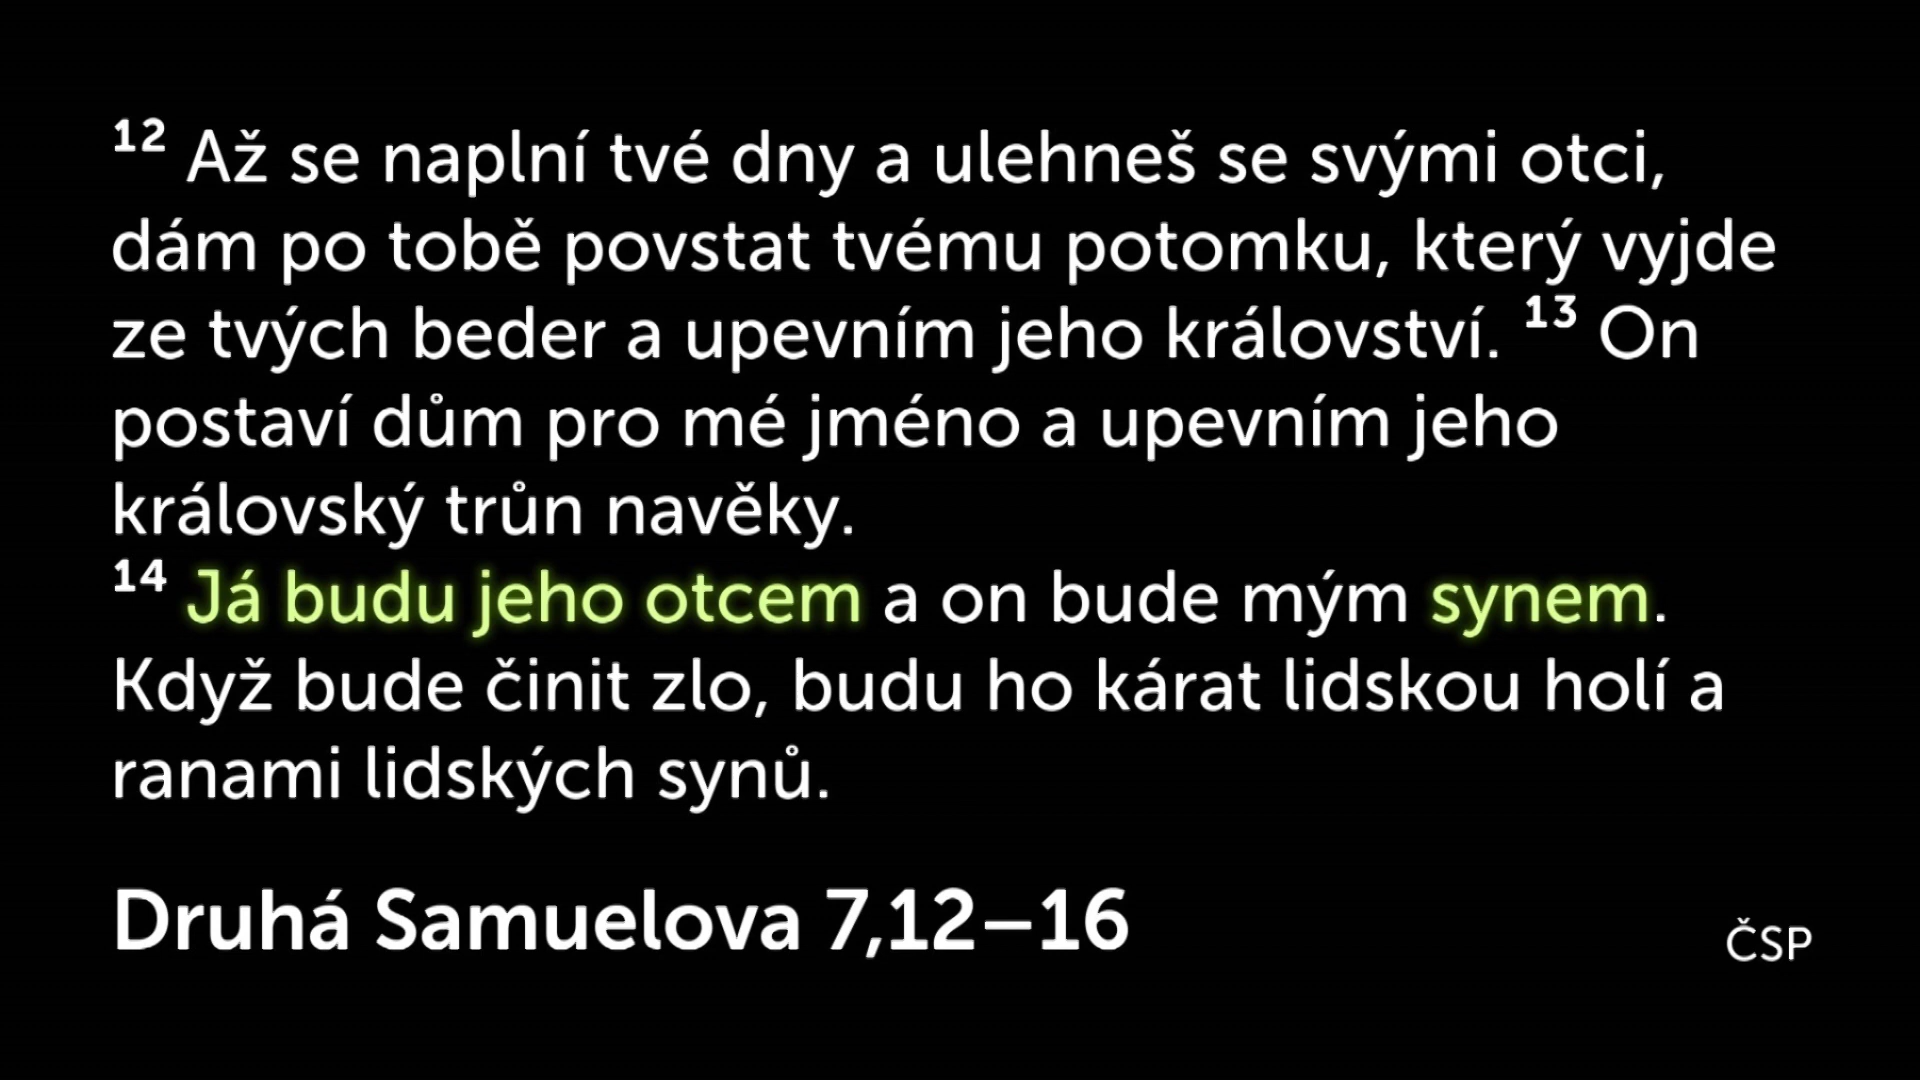 12 Až se naplní tvé dny a ulehneš se svými otci,
dám po tobě povstat tvému potomku, který vyjde
ze tvých beder a upevním jeho království. 13 On
postaví dům pro mé jméno a upevním jeho
královský trůn navěky.
14 Já budu jeho otcem a on bude mým synem.
Když bude činit zlo, budu ho kárat lidskou holí a
ranami lidských synů.
Druhá Samuelova 7,12–16
ČSP